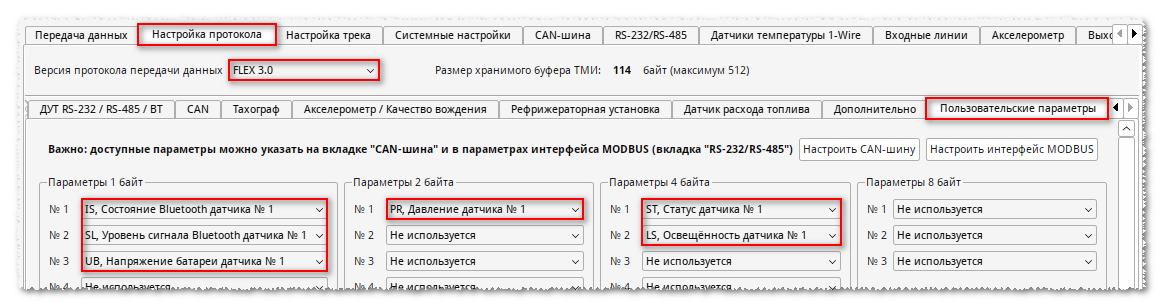 Передача данных Настройка протокола Настройка трека Системные настройки CAN-шина RS-232/RS-485 Датчики температуры 1-Wire Входные линии Акселерометр Выхо
Версия протокола передачи данных FLEX 3.0 Размер хранимого буфера ТМИ: 114 байт (максимум 512)
ДУТ RS-232 / RS-485 / BT CAN Тахограф Акселерометр / Качество вождения Рефрижераторная установка Датчик расхода топлива Дополнительно Пользовательские параметры
Важно: доступные параметры можно указать на вкладке "CAN-шина" и в параметрах интерфейса MODBUS (вкладка "RS-232/RS-485") Настроить CAN-шину Настроить интерфейс MODBUS
Параметры 1 байт Параметры 2 байта Параметры 4 байта Параметры 8 байт
№ 1 IS, Состояние Bluetooth датчика № 1 № 1 PR, Давление датчика № 1 № 1 ST, Статус датчика № 1 № 1 Не используется
№ 2 SL, Уровень сигнала Bluetooth датчика № 1 № 2 Не используется № 2 LS, Освещённость датчика № 1 № 2 Не используется
№ 3 UB, Напряжение батареи датчика № 1 № 3 Не используется № 3 Не используется № 3 Не используется
№ 4 Не используется № 4 Не используется № 4 Не используется